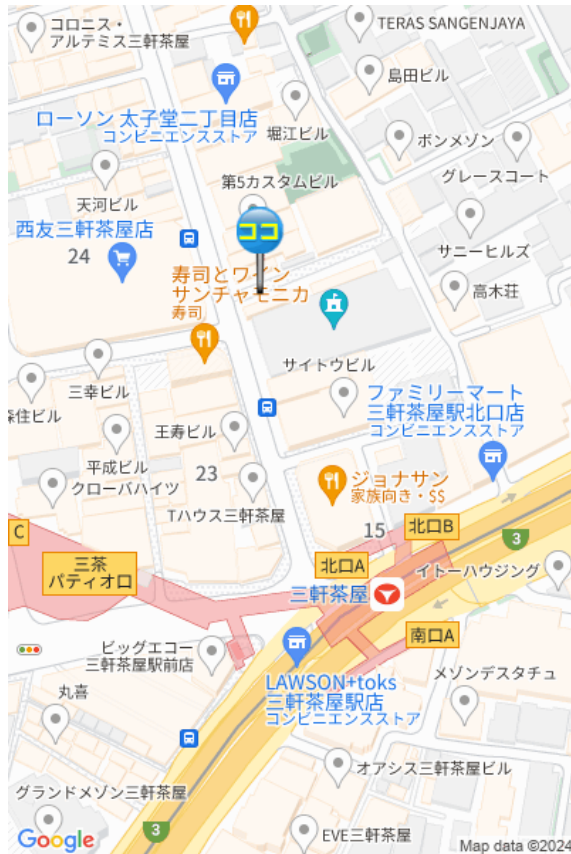 コロニス・
アルテミス三軒茶屋
TERAS SANGENJAYA
島田ビル
ローソン 太子堂二丁目店
コンビニエンスストア
堀江ビル
ボンメゾン
グレースコート
天河ビル
第5カスタムビル
西友三軒茶屋店
24
ココ
サニーヒルズ
寿司とワイン
サンチャモニカ
寿司
高木荘
サイトウビル
三幸ビル
森住ビル
ファミリーマート
三軒茶屋駅北口店
コンビニエンスストア
王寿ビル
平成ビル
クローバハイツ
23
Tハウス三軒茶屋
ジョナサン
家族向き・$$
15
北口B
3
C
三茶
パティオ口
北口A
三軒茶屋
イトーハウジング
南口A
ビッグエコー
三軒茶屋駅前店
LAWSON+toks
三軒茶屋駅店
コンビニエンスストア
メゾンデスタチュ
丸喜
オアシス三軒茶屋ビル
グランドメゾン三軒茶屋
3
EVE三軒茶屋
Google
Map data ©2024